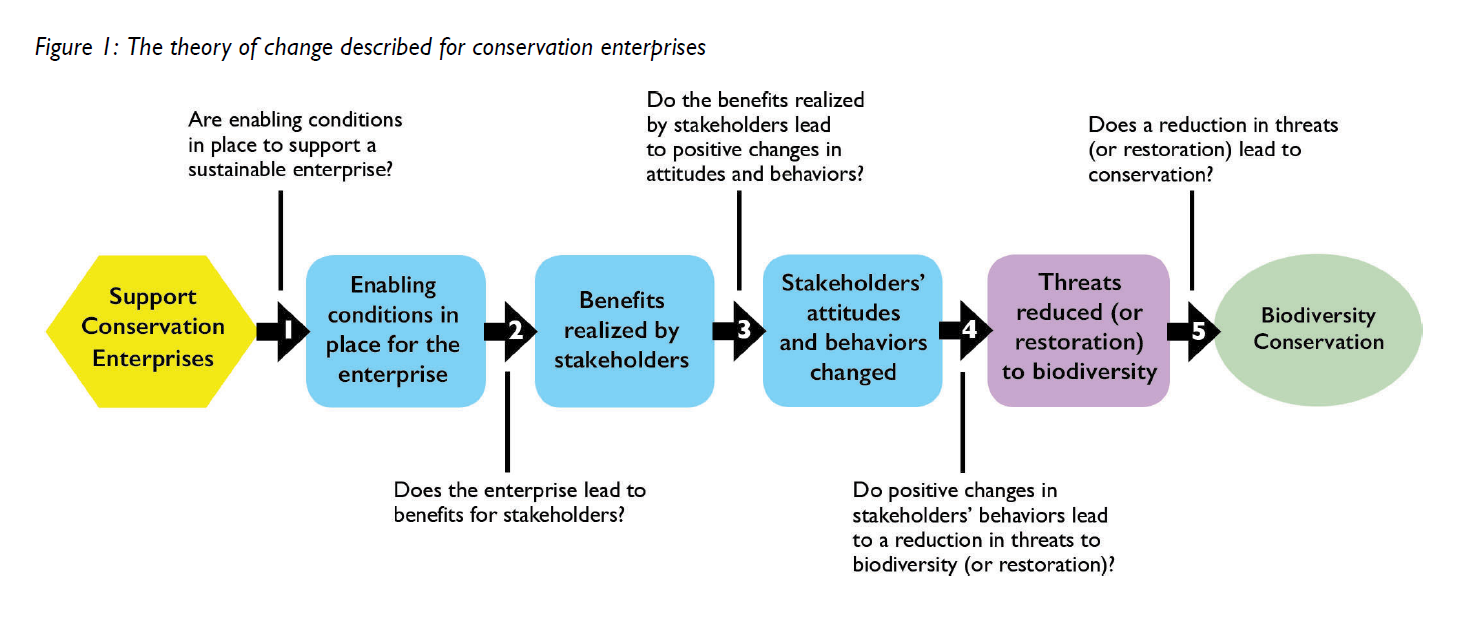 Figure 1: The theory of change described for conservation enterprises
Are enabling conditions
in place to support a
sustainable enterprise?
Do the benefits realized
by stakeholders lead
to positive changes in
attitudes and behaviors?
Does a reduction in threats
(or restoration) lead to
conservation?
Support
Conservation
Enterprises
1
Enabling
conditions in
place for the
enterprise
2
Benefits
realized by
stakeholders
3
Stakeholders'
attitudes
and behaviors
changed
4
Threats
reduced (or
restoration)
to biodiversity
5
Biodiversity
Conservation
Does the enterprise lead to
benefits for stakeholders?
Do positive changes in
stakeholders' behaviors lead
to a reduction in threats to
biodiversity (or restoration)?